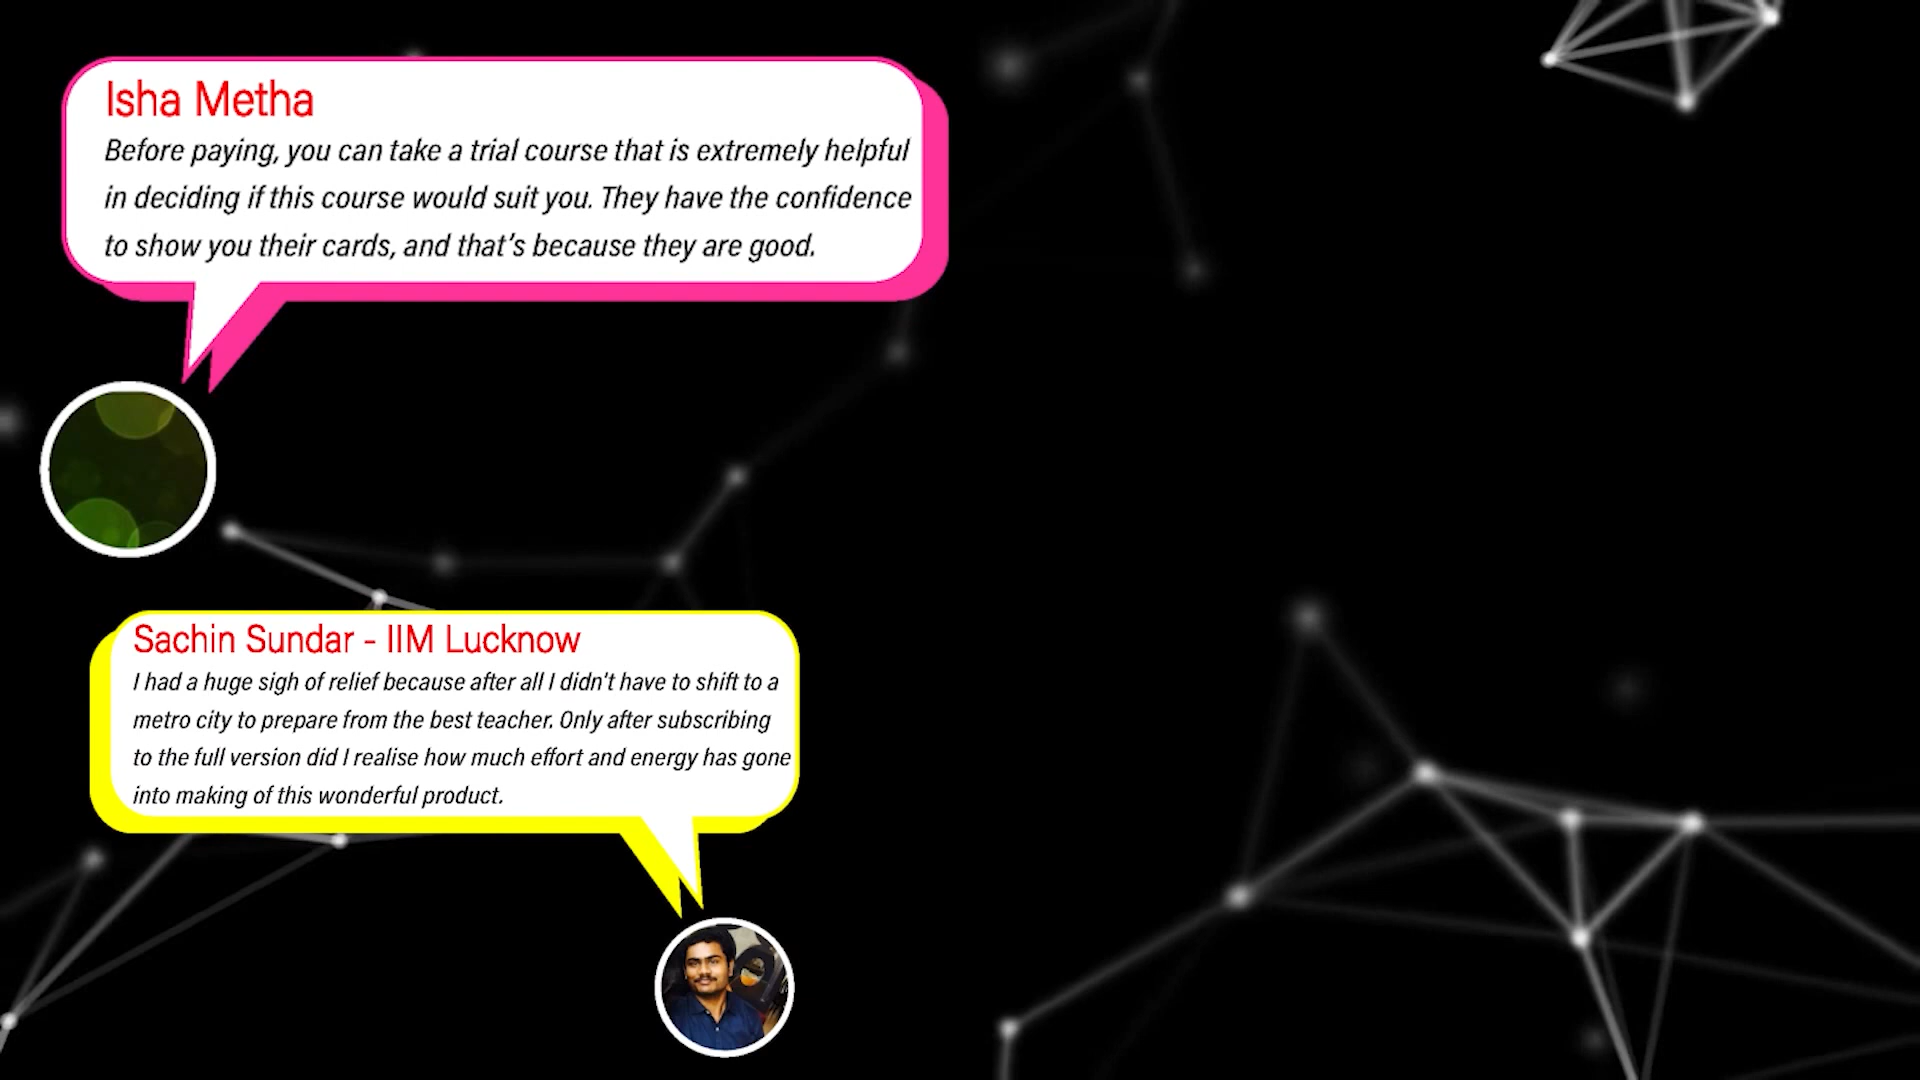 Isha Metha
Before paying, you can take a trial course that is extremely helpful
in deciding if this course would suit you. They have the confidence
to show you their cards, and that's because they are good.
Sachin Sundar - IIM Lucknow
I had a huge sigh of relief because after all I didn't have to shift to a
metro city to prepare from the best teacher. Only after subscribing
to the full version did I realise how much effort and energy has gone
into making of this wonderful product.